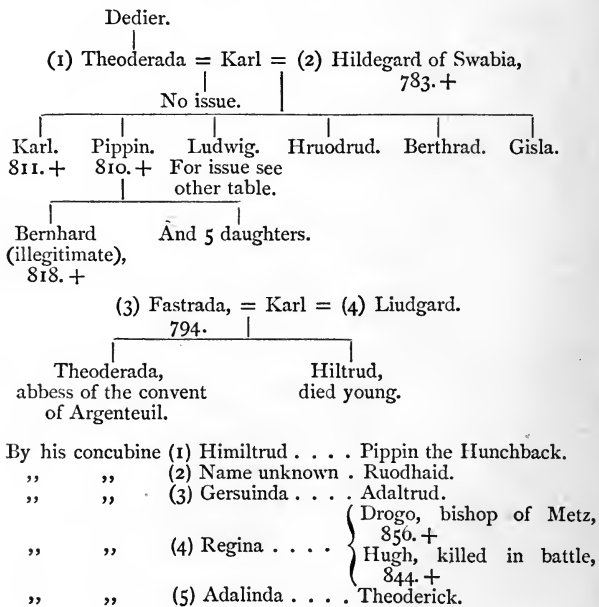 Dedier.
(1) Theoderada = Karl = (2) Hildegard of Swabia,
783. +
No issue.
Karl. Pippin. Ludwig. Hruodrud. Berthrad. Gisla.
811. + 810. + For issue see
other table.
Bernhard And 5 daughters.
(illegitimate),
818. +
(3) Fastrada, = Karl = (4) Liudgard.
794.
Theoderada, Hiltrud,
abbess of the convent died young.
of Argenteuil.
By his concubine (1) Himiltrud . . . . Pippin the Hunchback.
,, ,, (2) Name unknown . Ruodhaid.
,, ,, (3) Gersuinda . . . . Adaltrud.
Drogo, bishop of Metz,
856. +
,, ,, (4) Regina . . . .
Hugh, killed in battle,
844. +
,, ,, (5) Adalinda . . . . Theoderick.